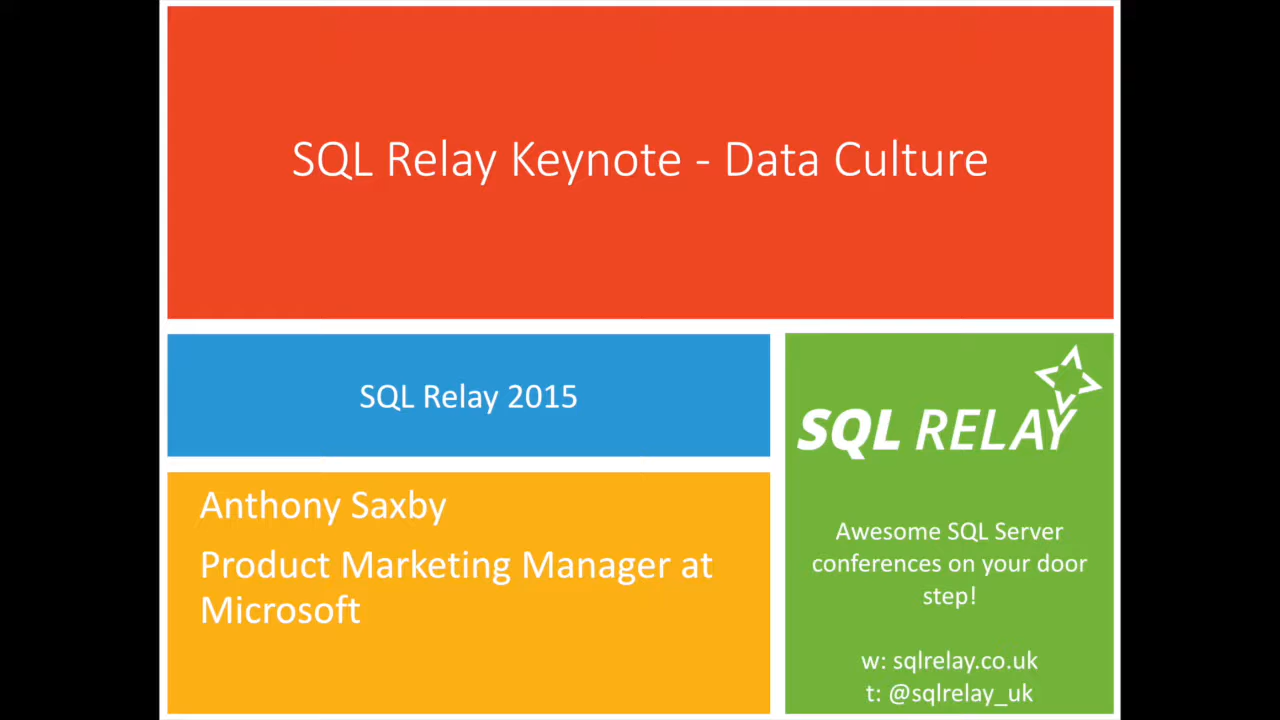 SQL Relay Keynote - Data Culture
SQL Relay 2015
Anthony Saxby
Product Marketing Manager at
Microsoft
SQL RELAY
Awesome SQL Server
conferences on your door
step!
w: sqlrelay.co.uk
t: @sqlrelay_uk